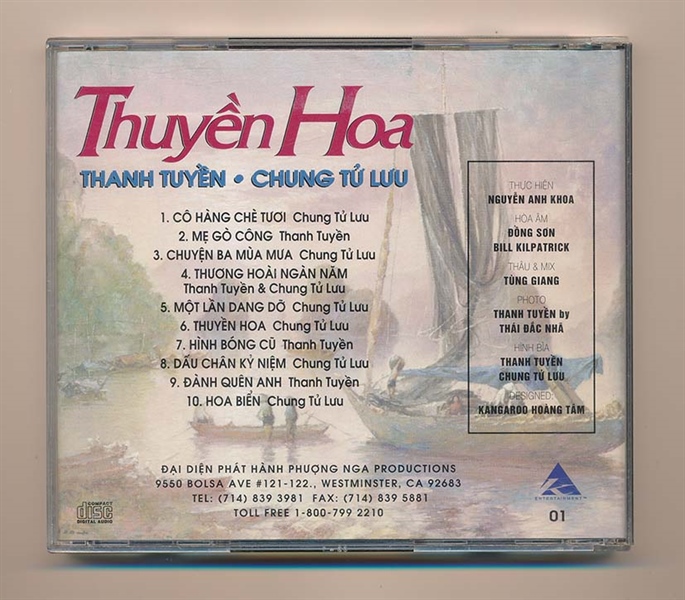 Thuyền Hoa
THANH TUYỀN • CHUNG TỬ LƯU
1. CÔ HÀNG CHÈ TƯƠI Chung Tử Lưu
2. MẸ GÒ CÔNG Thanh Tuyền
3. CHUYỆN BA MÙA MƯA Chung Tử Lưu
4. THƯƠNG HOÀI NGÀN NĂM
Thanh Tuyền & Chung Tử Lưu
5. MỘT LẦN DANG DỠ Chung Tử Lưu
6. THUYỀN HOA Chung Tử Lưu
7. HÌNH BÓNG CŨ Thanh Tuyền
8. DẤU CHÂN KỶ NIỆM Chung Tử Lưu
9. ĐÀNH QUÊN ANH Thanh Tuyền
10. HOA BIỂN Chung Tử Lưu
THỰC HIỆN
NGUYỄN ANH KHOA
HÒA ÂM
ĐỒNG SƠN
BILL KILPATRICK
THÂU & MIX
TÙNG GIANG
PHOTO
THANH TUYỀN by
THÁI ĐẮC NHÃ
HÌNH BÌA
THANH TUYỀN
CHUNG TỬ LƯU
DESIGNED:
KANGAROO HOÀNG TÂM
ĐẠI DIỆN PHÁT HÀNH PHƯỢNG NGA PRODUCTIONS
9550 BOLSA AVE #121-122., WESTMINSTER, CA 92683
TEL: (714) 839 3981 FAX: (714) 839 5881
TOLL FREE 1-800-799 2210
COMPACT
disc
DIGITAL AUDIO
ENTERTAINMENT™
01